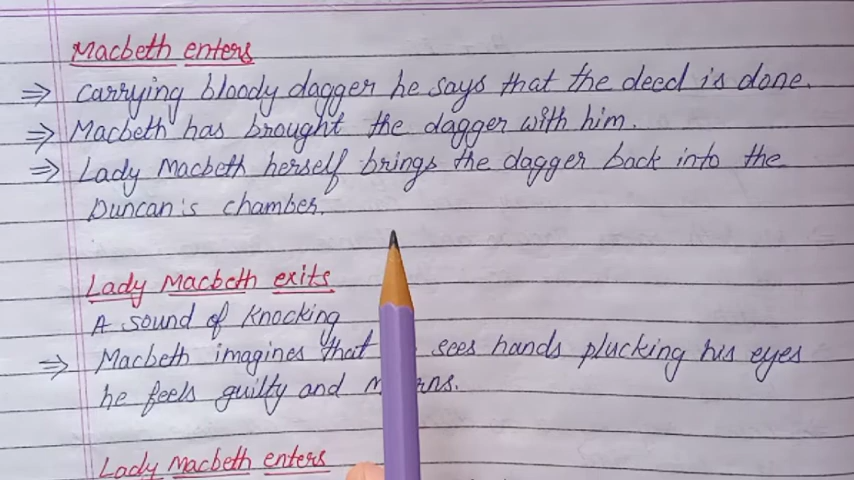 Macbeth enters
⇒ Carrying bloody dagger he says that the deed is done.
⇒ Macbeth has brought the dagger with him.
⇒ Lady Macbeth herself brings the dagger back into the
Duncan's chamber.
Lady Macbeth exits
A sound of Knocking
⇒ Macbeth imagines that sees hands plucking his eyes
he feels guilty and
Lady Macbeth enters